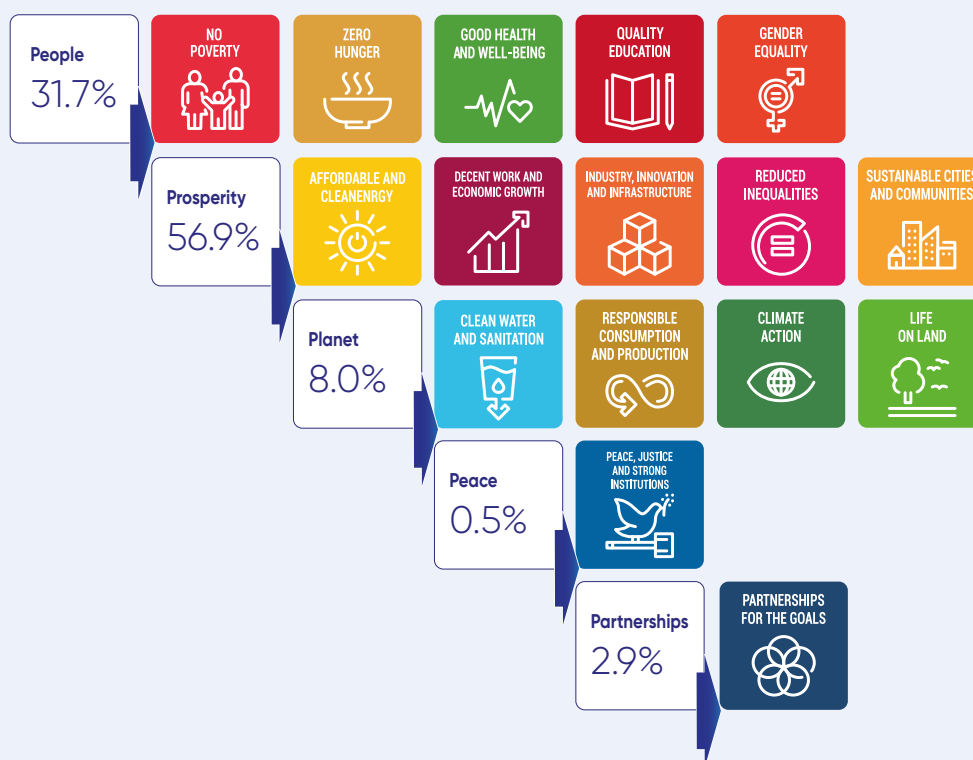 People
31.7%
NO
POVERTY
ZERO
HUNGER
GOOD HEALTH
AND WELL-BEING
QUALITY
EDUCATION
GENDER
EQUALITY
Prosperity
56.9%
AFFORDABLE AND
CLEANENRGY
DECENT WORK AND
ECONOMIC GROWTH
INDUSTRY, INNOVATION
AND INFRASTRUCTURE
REDUCED
INEQUALITIES
SUSTAINABLE CITIES
AND COMMUNITIES
Planet
8.0%
CLEAN WATER
AND SANITATION
RESPONSIBLE
CONSUMPTION
AND PRODUCTION
CLIMATE
ACTION
LIFE
ON LAND
Peace
0.5%
PEACE, JUSTICE
AND STRONG
INSTITUTIONS
Partnerships
2.9%
PARTNERSHIPS
FOR THE GOALS